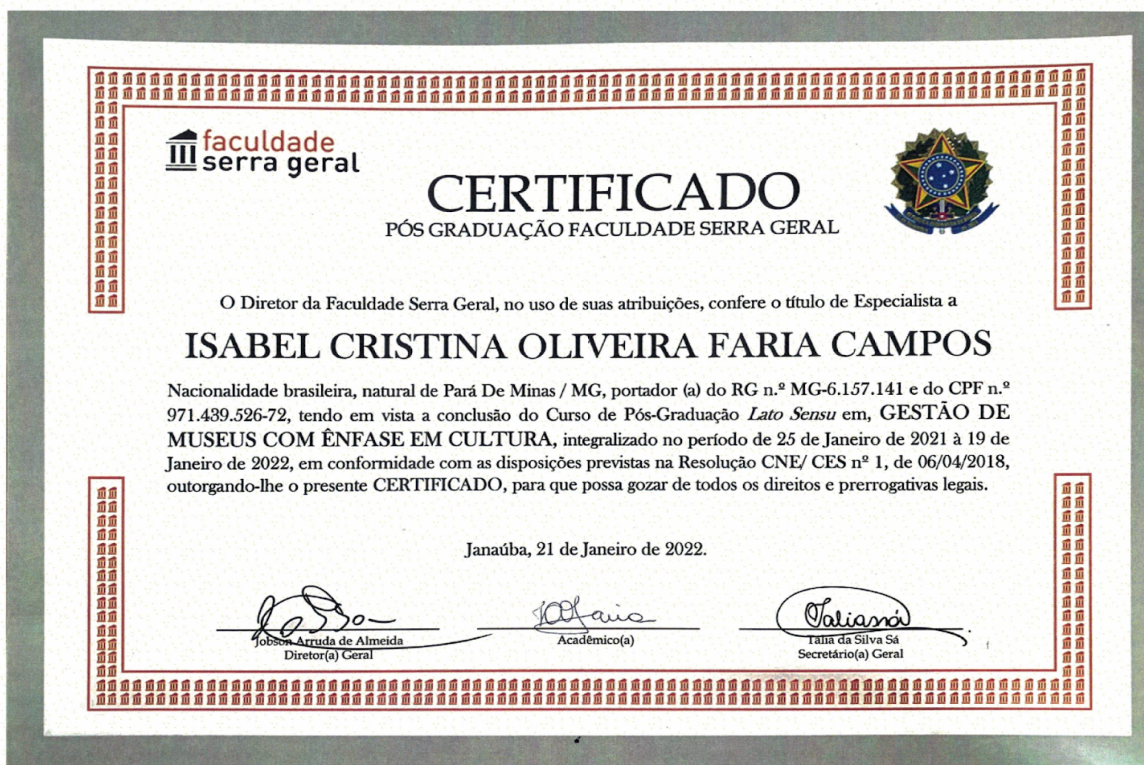 faculdade
serra geral
CERTIFICADO
PÓS GRADUAÇÃO FACULDADE SERRA GERAL
O Diretor da Faculdade Serra Geral, no uso de suas atribuições, confere o título de Especialista a
ISABEL CRISTINA OLIVEIRA FARIA CAMPOS
Nacionalidade brasileira, natural de Pará De Minas / MG, portador (a) do RG n.º MG-6.157.141 e do CPF n.º
971.439.526-72, tendo em vista a conclusão do Curso de Pós-Graduação Lato Sensu em, GESTÃO DE
MUSEUS COM ÊNFASE EM CULTURA, integralizado no período de 25 de Janeiro de 2021 à 19 de
Janeiro de 2022, em conformidade com as disposições previstas na Resolução CNE/ CES nº 1, de 06/04/2018,
outorgando-lhe o presente CERTIFICADO, para que possa gozar de todos os direitos e prerrogativas legais.
Janaúba, 21 de Janeiro de 2022.
Jobson Arruda de Almeida
Diretor(a) Geral
Acadêmico(a)
Talia da Silva Sá
Secretário(a) Geral